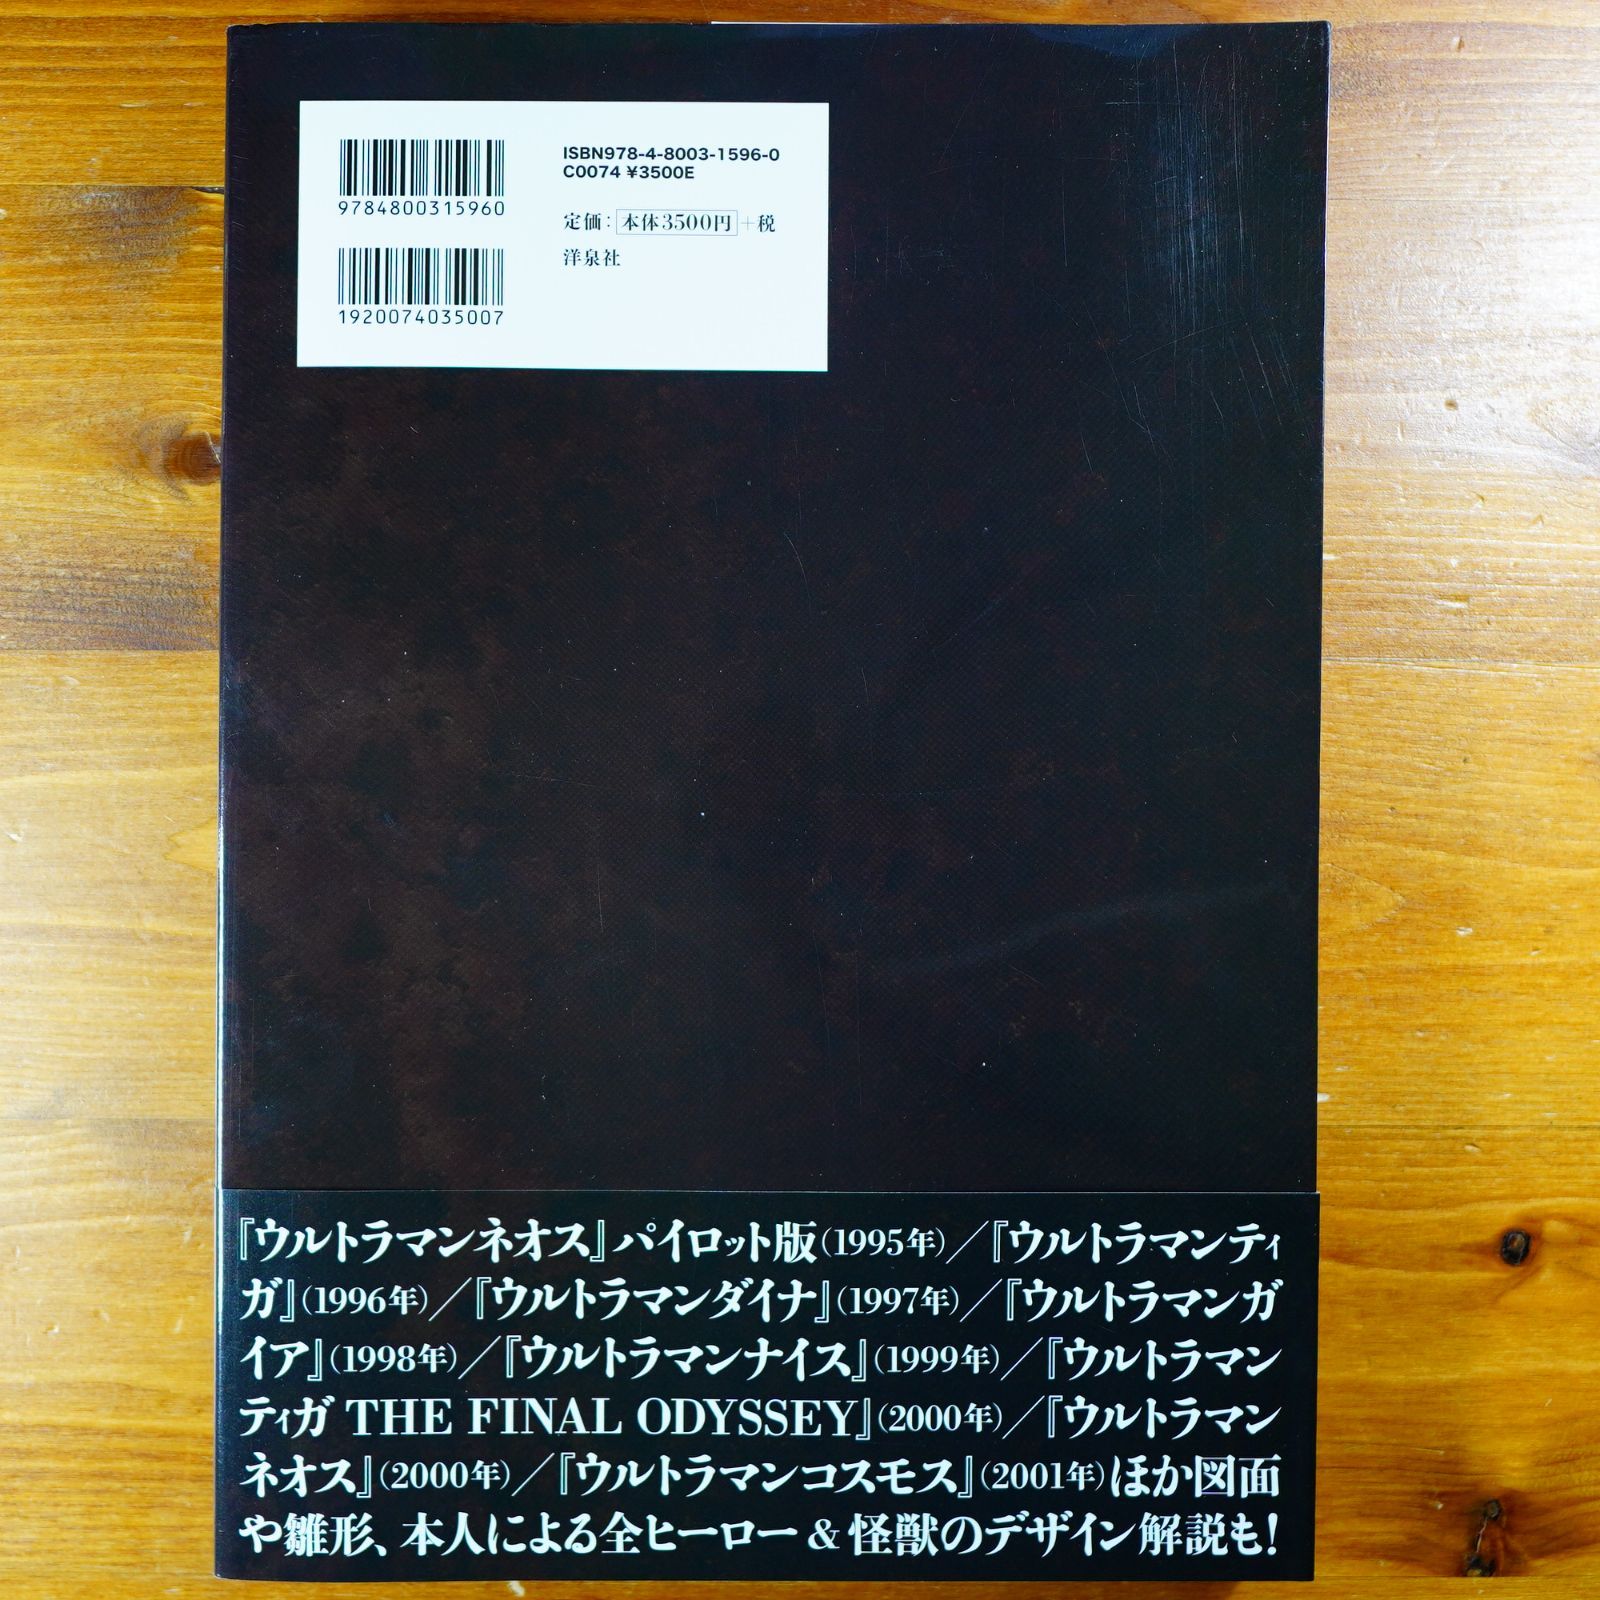 ISBN978-4-8003-1596-0
C0074 ¥3500E
9784800315960
定価：本体3500円＋税
洋泉社
1920074035007
『ウルトラマンネオス』パイロット版（1995年）／『ウルトラマンティ
ガ』（1996年）／『ウルトラマンダイナ』（1997年）／『ウルトラマンガ
イア』（1998年）／『ウルトラマンナイス』（1999年）／『ウルトラマン
ティガ THE FINAL ODYSSEY』（2000年）／『ウルトラマン
ネオス』（2000年）／『ウルトラマンコスモス』（2001年）ほか図面
や雛形、本人による全ヒーロー＆怪獣のデザイン解説も！